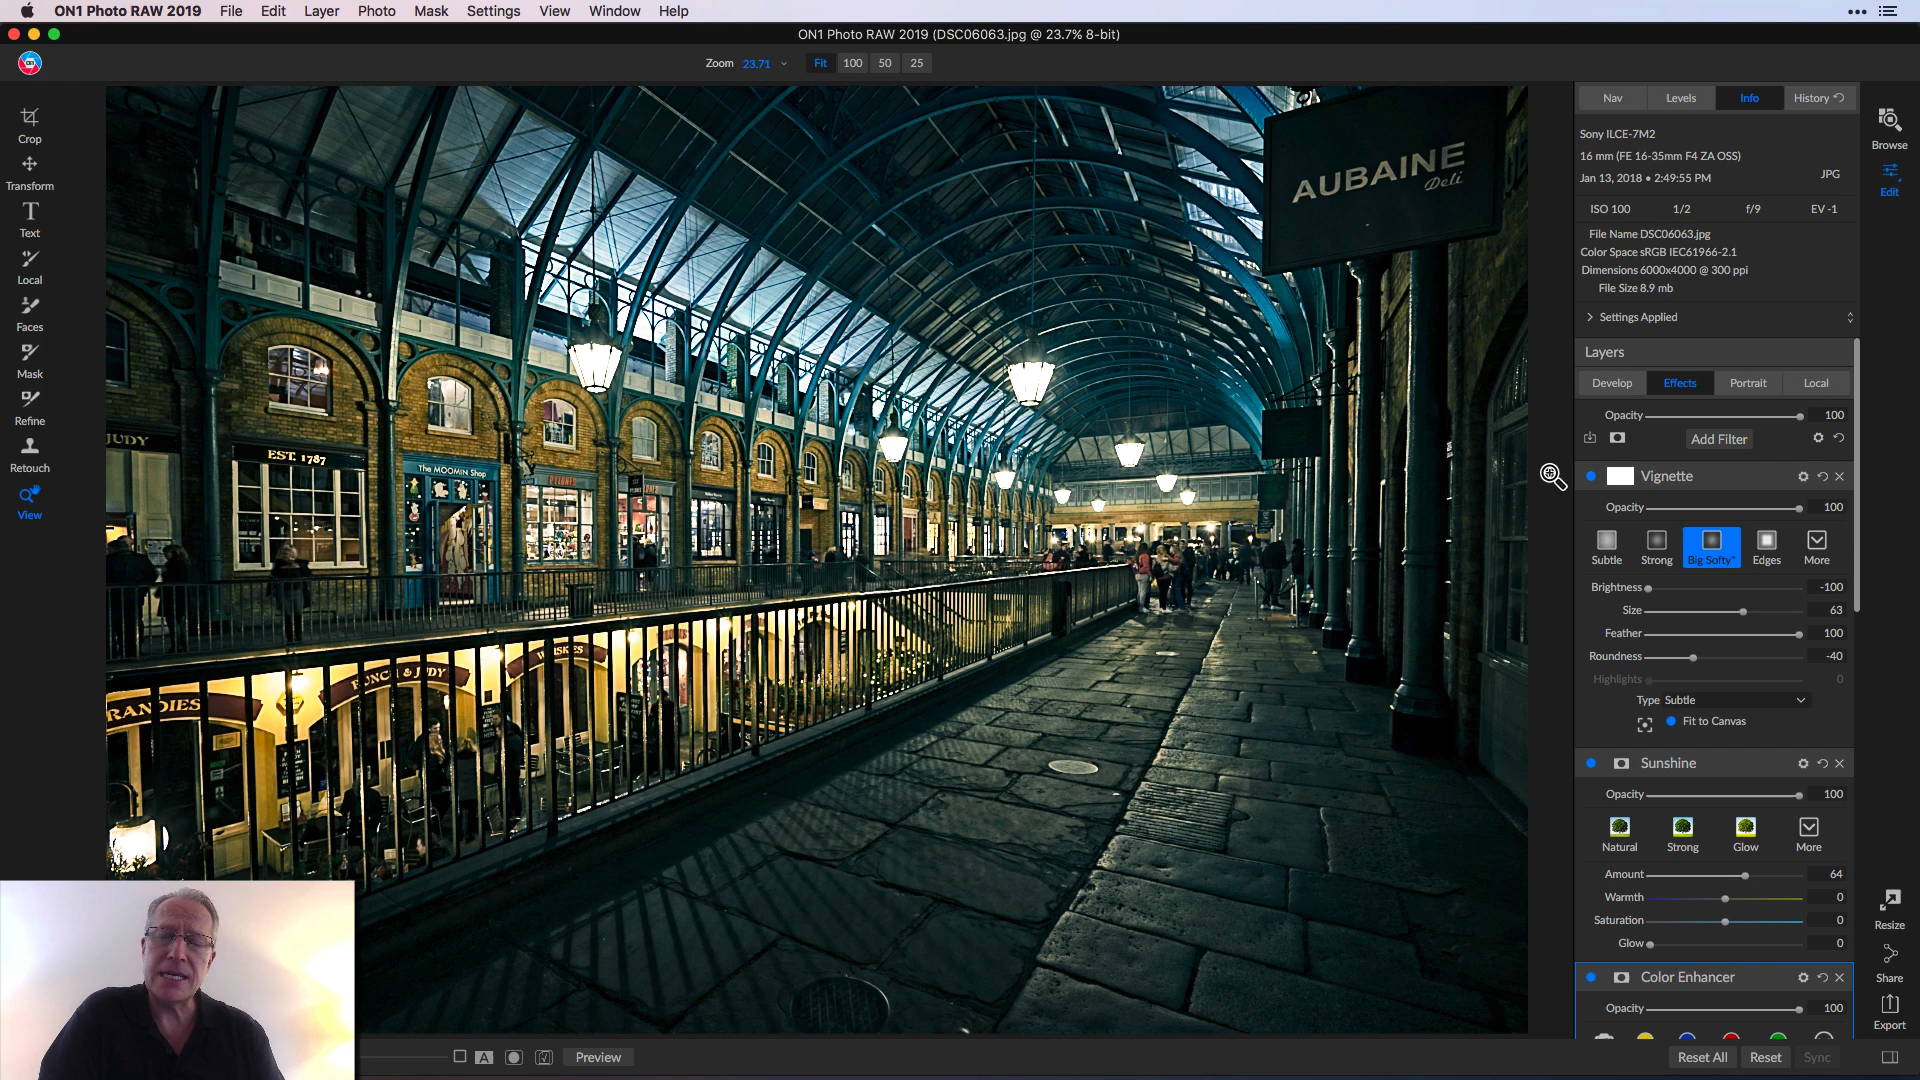 ON1 Photo RAW 2019 File Edit Layer Photo Mask Settings View Window Help
ON1 Photo RAW 2019 (DSC06063.jpg @ 23.7% 8-bit)
Zoom 23.71 Fit 100 50 25
Crop
Transform
Text
Local
Faces
Mask
Refine
Retouch
View
AUBAINE
Deli
JUDY
EST. 1787
The MOOMIN Shop
WHISKIES
PUNCH & JUDY
RANDIES
Preview
Nav Levels Info History
Sony ILCE-7M2
16 mm (FE 16-35mm F4 ZA OSS)
Jan 13, 2018 • 2:49:55 PM JPG
ISO 100 1/2 f/9 EV -1
File Name DSC06063.jpg
Color Space sRGB IEC61966-2.1
Dimensions 6000x4000 @ 300 ppi
File Size 8.9 mb
Settings Applied
Layers
Develop Effects Portrait Local
Opacity 100
Add Filter
Vignette
Opacity 100
Subtle Strong Big Softy* Edges More
Brightness -100
Size 63
Feather 100
Roundness -40
Highlights 0
Type Subtle
Fit to Canvas
Sunshine
Opacity 100
Natural Strong Glow More
Amount 64
Warmth 0
Saturation 0
Glow 0
Color Enhancer
Opacity 100
Reset All Reset Sync
Browse
Edit
Resize
Share
Export